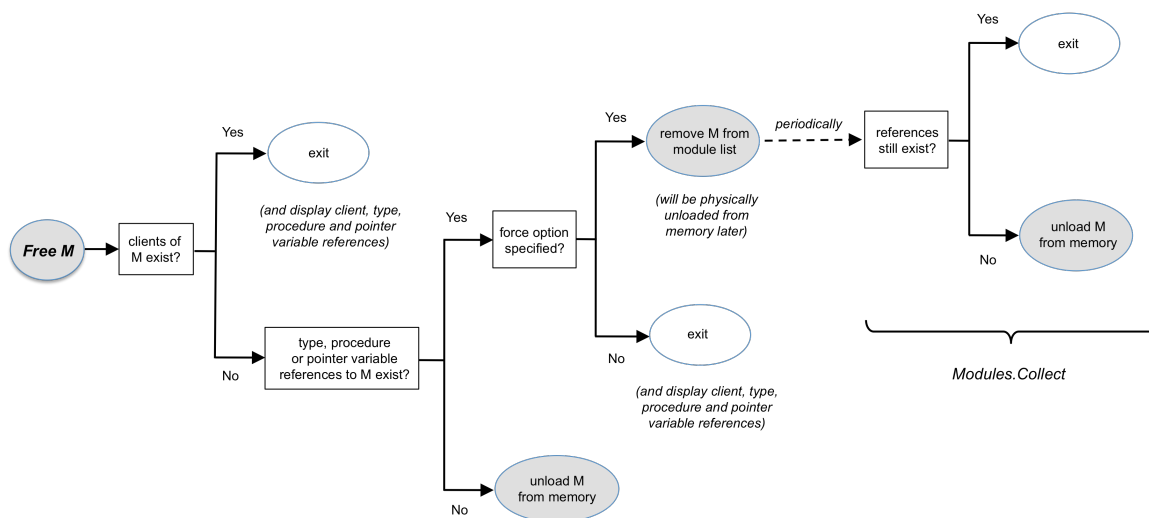 Free M
clients of
M exist?
Yes
exit
(and display client, type,
procedure and pointer
variable references)
No
type, procedure
or pointer variable
references to M exist?
Yes
force option
specified?
Yes
remove M from
module list
(will be physically
unloaded from
memory later)
No
exit
(and display client, type,
procedure and pointer
variable references)
No
unload M
from memory
periodically
references
still exist?
Yes
exit
No
unload M
from memory
Modules.Collect